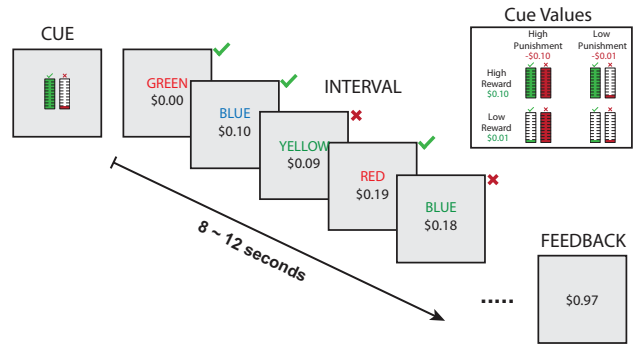 CUE
GREEN
$0.00
BLUE
$0.10
INTERVAL
YELLOW
$0.09
RED
$0.19
BLUE
$0.18
8 ~ 12 seconds
.....
FEEDBACK
$0.97
Cue Values
High
Punishment
-$0.10
Low
Punishment
-$0.01
High
Reward
$0.10
Low
Reward
$0.01